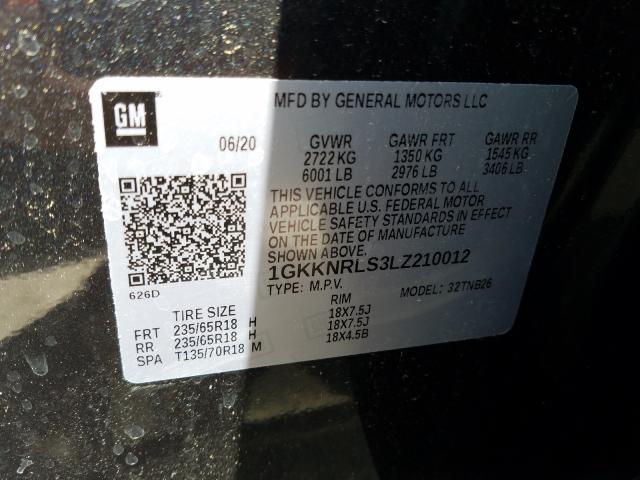 GM
MFD BY GENERAL MOTORS LLC
06/20 GVWR GAWR FRT GAWR RR
2722 KG 1350 KG 1545 KG
6001 LB 2976 LB 3406 LB
THIS VEHICLE CONFORMS TO ALL
APPLICABLE U.S. FEDERAL MOTOR
VEHICLE SAFETY STANDARDS IN EFFECT
ON THE DATE OF MANUFACTURE
SHOWN ABOVE.
1GKKNRLS3LZ210012
TYPE: M.P.V. MODEL: 32TNB26
626D
TIRE SIZE RIM
FRT 235/65R18 H 18X7.5J
RR 235/65R18 H 18X7.5J
SPA T135/70R18 M 18X4.5B